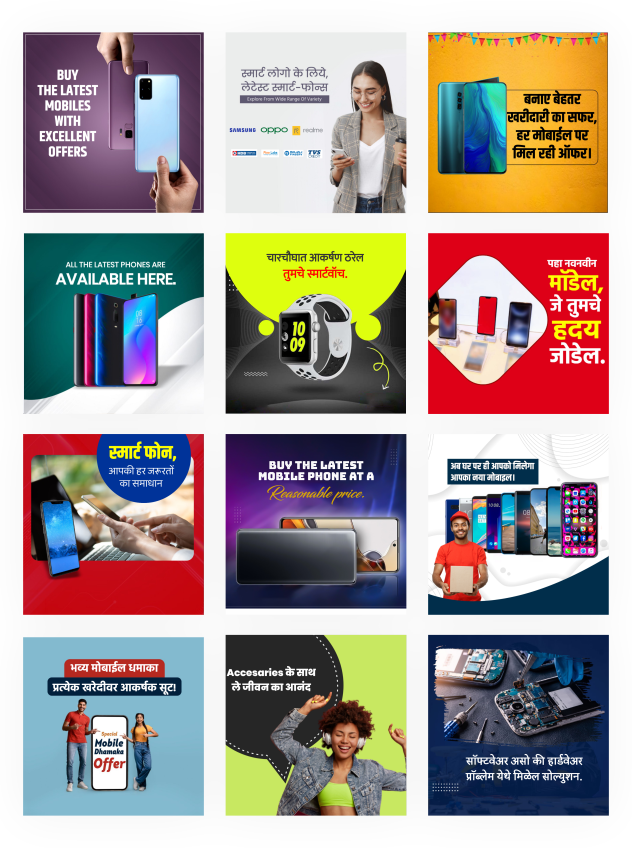 BUY
THE LATEST
MOBILES
WITH
EXCELLENT
OFFERS
स्मार्ट लोगो के लिये,
लेटेस्ट स्मार्ट-फोन्स
Explore From Wide Range Of Variety
SAMSUNG oppo realme
TVS
बनाए बेहतर
खरीदारी का सफर,
हर मोबाईल पर
मिल रही ऑफर।
ALL THE LATEST PHONES ARE
AVAILABLE HERE.
चारचौघात आकर्षण ठरेल
तुमचे स्मार्टवॉच.
10
09
पहा नवनवीन
मॉडेल,
जे तुमचे
हदय
जोडेल.
स्मार्ट फोन,
आपकी हर जरूरतों
का समाधान
BUY THE LATEST
MOBILE PHONE AT A
Reasonable price.
अब घर पर ही आपको मिलेगा
आपका नया मोबाइल।
भव्य मोबाईल धमाका
प्रत्येक खरेदीवर आकर्षक सूट!
Special
Mobile
Dhamaka
Offer
Accesaries के साथ
ले जीवन का आनंद
सॉफ्टवेअर असो की हार्डवेअर
प्रॉब्लेम येथे मिळेल सोल्युशन.